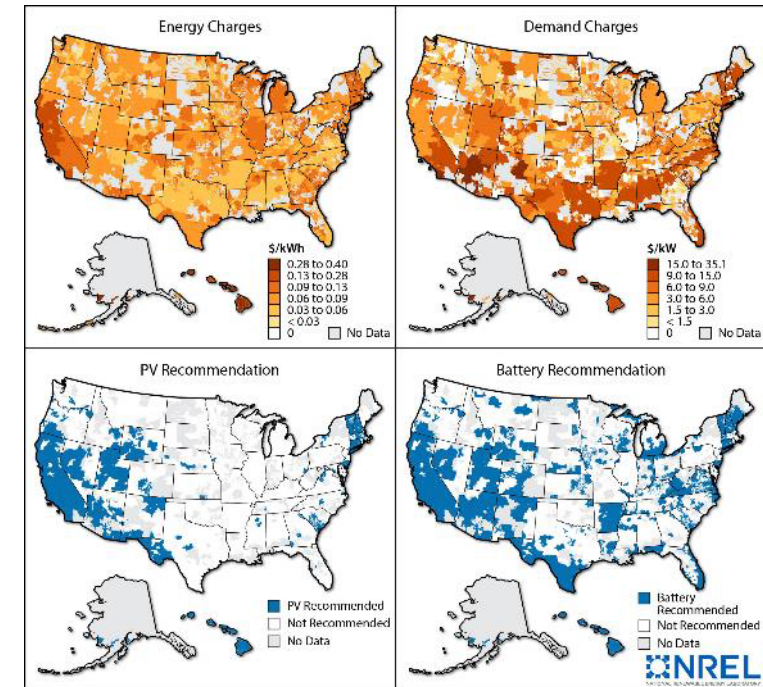 Energy Charges
$/kWh
0.28 to 0.40
0.13 to 0.28
0.09 to 0.13
0.06 to 0.09
0.03 to 0.06
< 0.03
0
No Data
Demand Charges
$/kW
15.0 to 35.1
9.0 to 15.0
6.0 to 9.0
3.0 to 6.0
1.5 to 3.0
< 1.5
0
No Data
PV Recommendation
PV Recommended
Not Recommended
No Data
Battery Recommendation
Battery
Recommended
Not Recommended
No Data
NREL
NATIONAL RENEWABLE ENERGY LABORATORY